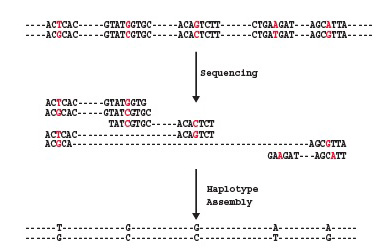 -----ACTCAC-----GTATGGTGC-----ACAGTCTT------CTGAAGAT---AGCATTA-----
-----ACGCAC-----GTATCGTGC-----ACACTCTT------CTGATGAT---AGCGTTA-----
Sequencing
ACTCAC-----GTATGGTG
ACGCAC-----GTATCGTGC
TATCGTGC-----ACACTCT
ACTCAC--------------------ACAGTCT
ACGCA----------------------------------------------AGCGTTA
GAAGAT---AGCATT
Haplotype
Assembly
-------T-------------G-------------G---------------A----------A-----
-------G-------------C-------------C---------------T----------G-----